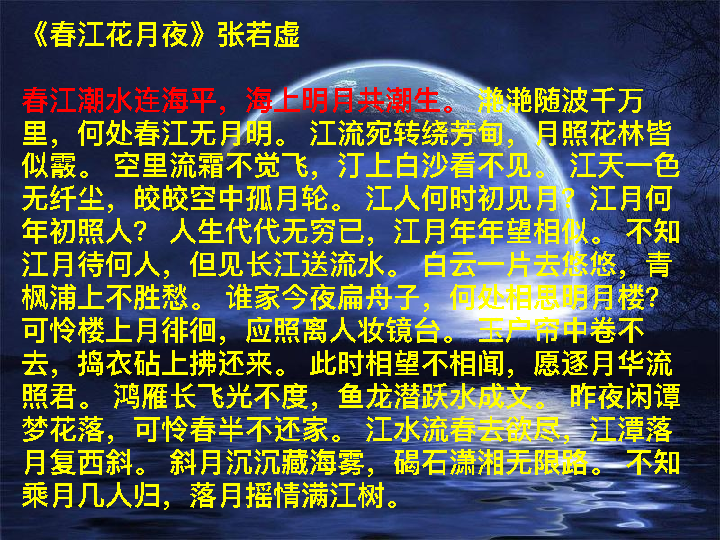 《春江花月夜》张若虚
春江潮水连海平，海上明月共潮生。 滟滟随波千万
里，何处春江无月明。 江流宛转绕芳甸，月照花林皆
似霰。 空里流霜不觉飞，汀上白沙看不见。 江天一色
无纤尘，皎皎空中孤月轮。 江人何时初见月？江月何
年初照人？ 人生代代无穷已，江月年年望相似。 不知
江月待何人，但见长江送流水。 白云一片去悠悠，青
枫浦上不胜愁。 谁家今夜扁舟子，何处相思明月楼？
可怜楼上月徘徊，应照离人妆镜台。 玉户帘中卷不
去，捣衣砧上拂还来。 此时相望不相闻，愿逐月华流
照君。 鸿雁长飞光不度，鱼龙潜跃水成文。 昨夜闲谭
梦花落，可怜春半不还家。 江水流春去欲尽，江潭落
月复西斜。 斜月沉沉藏海雾，碣石潇湘无限路。 不知
乘月几人归，落月摇情满江树。